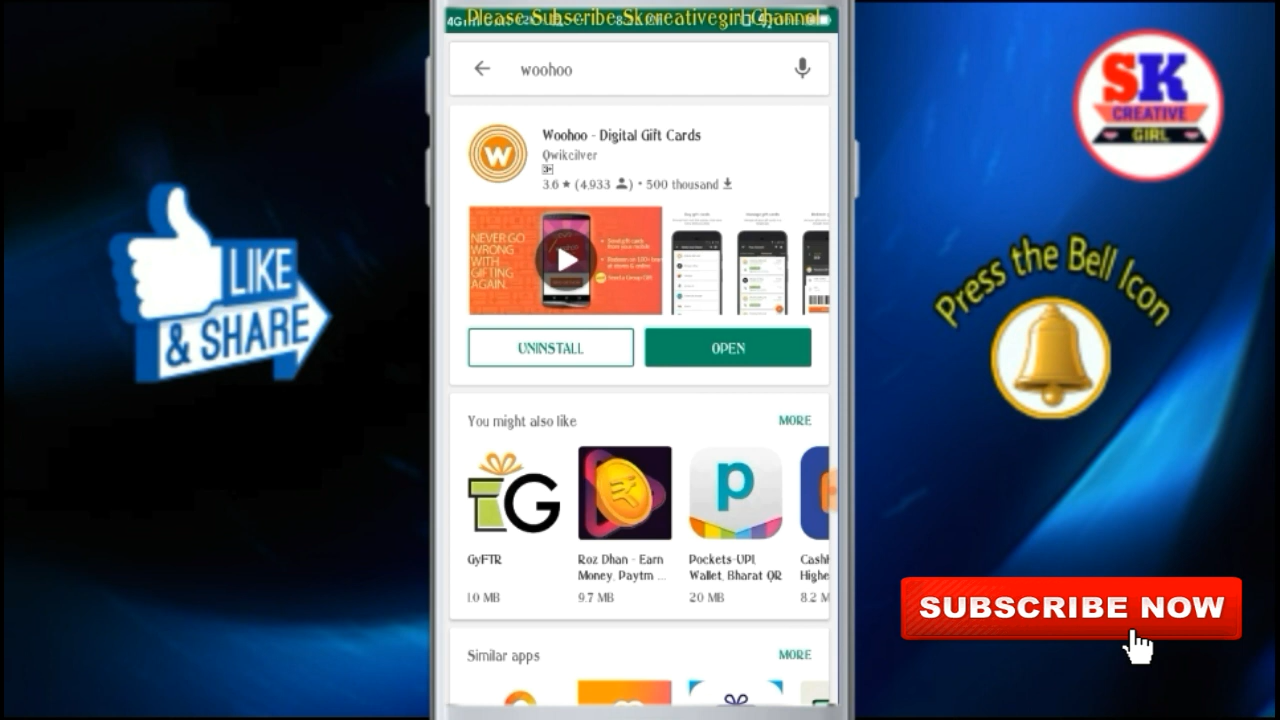 Please Subscribe Skcreativegirl Channel
woohoo
Woohoo - Digital Gift Cards
Qwikcilver
3+
3.6 ★ (4,933) • 500 thousand
NEVER GO
WRONG
WITH
GIFTING
AGAIN.
UNINSTALL
OPEN
You might also like
MORE
GyFTR
10 MB
Roz Dhan - Earn
Money, Paytm ...
9.7 MB
Pockets-UPI,
Wallet, Bharat QR
20 MB
Cash
Highe
8.2 M
Similar apps
MORE
LIKE
& SHARE
SK
CREATIVE
GIRL
Press the Bell Icon
SUBSCRIBE NOW